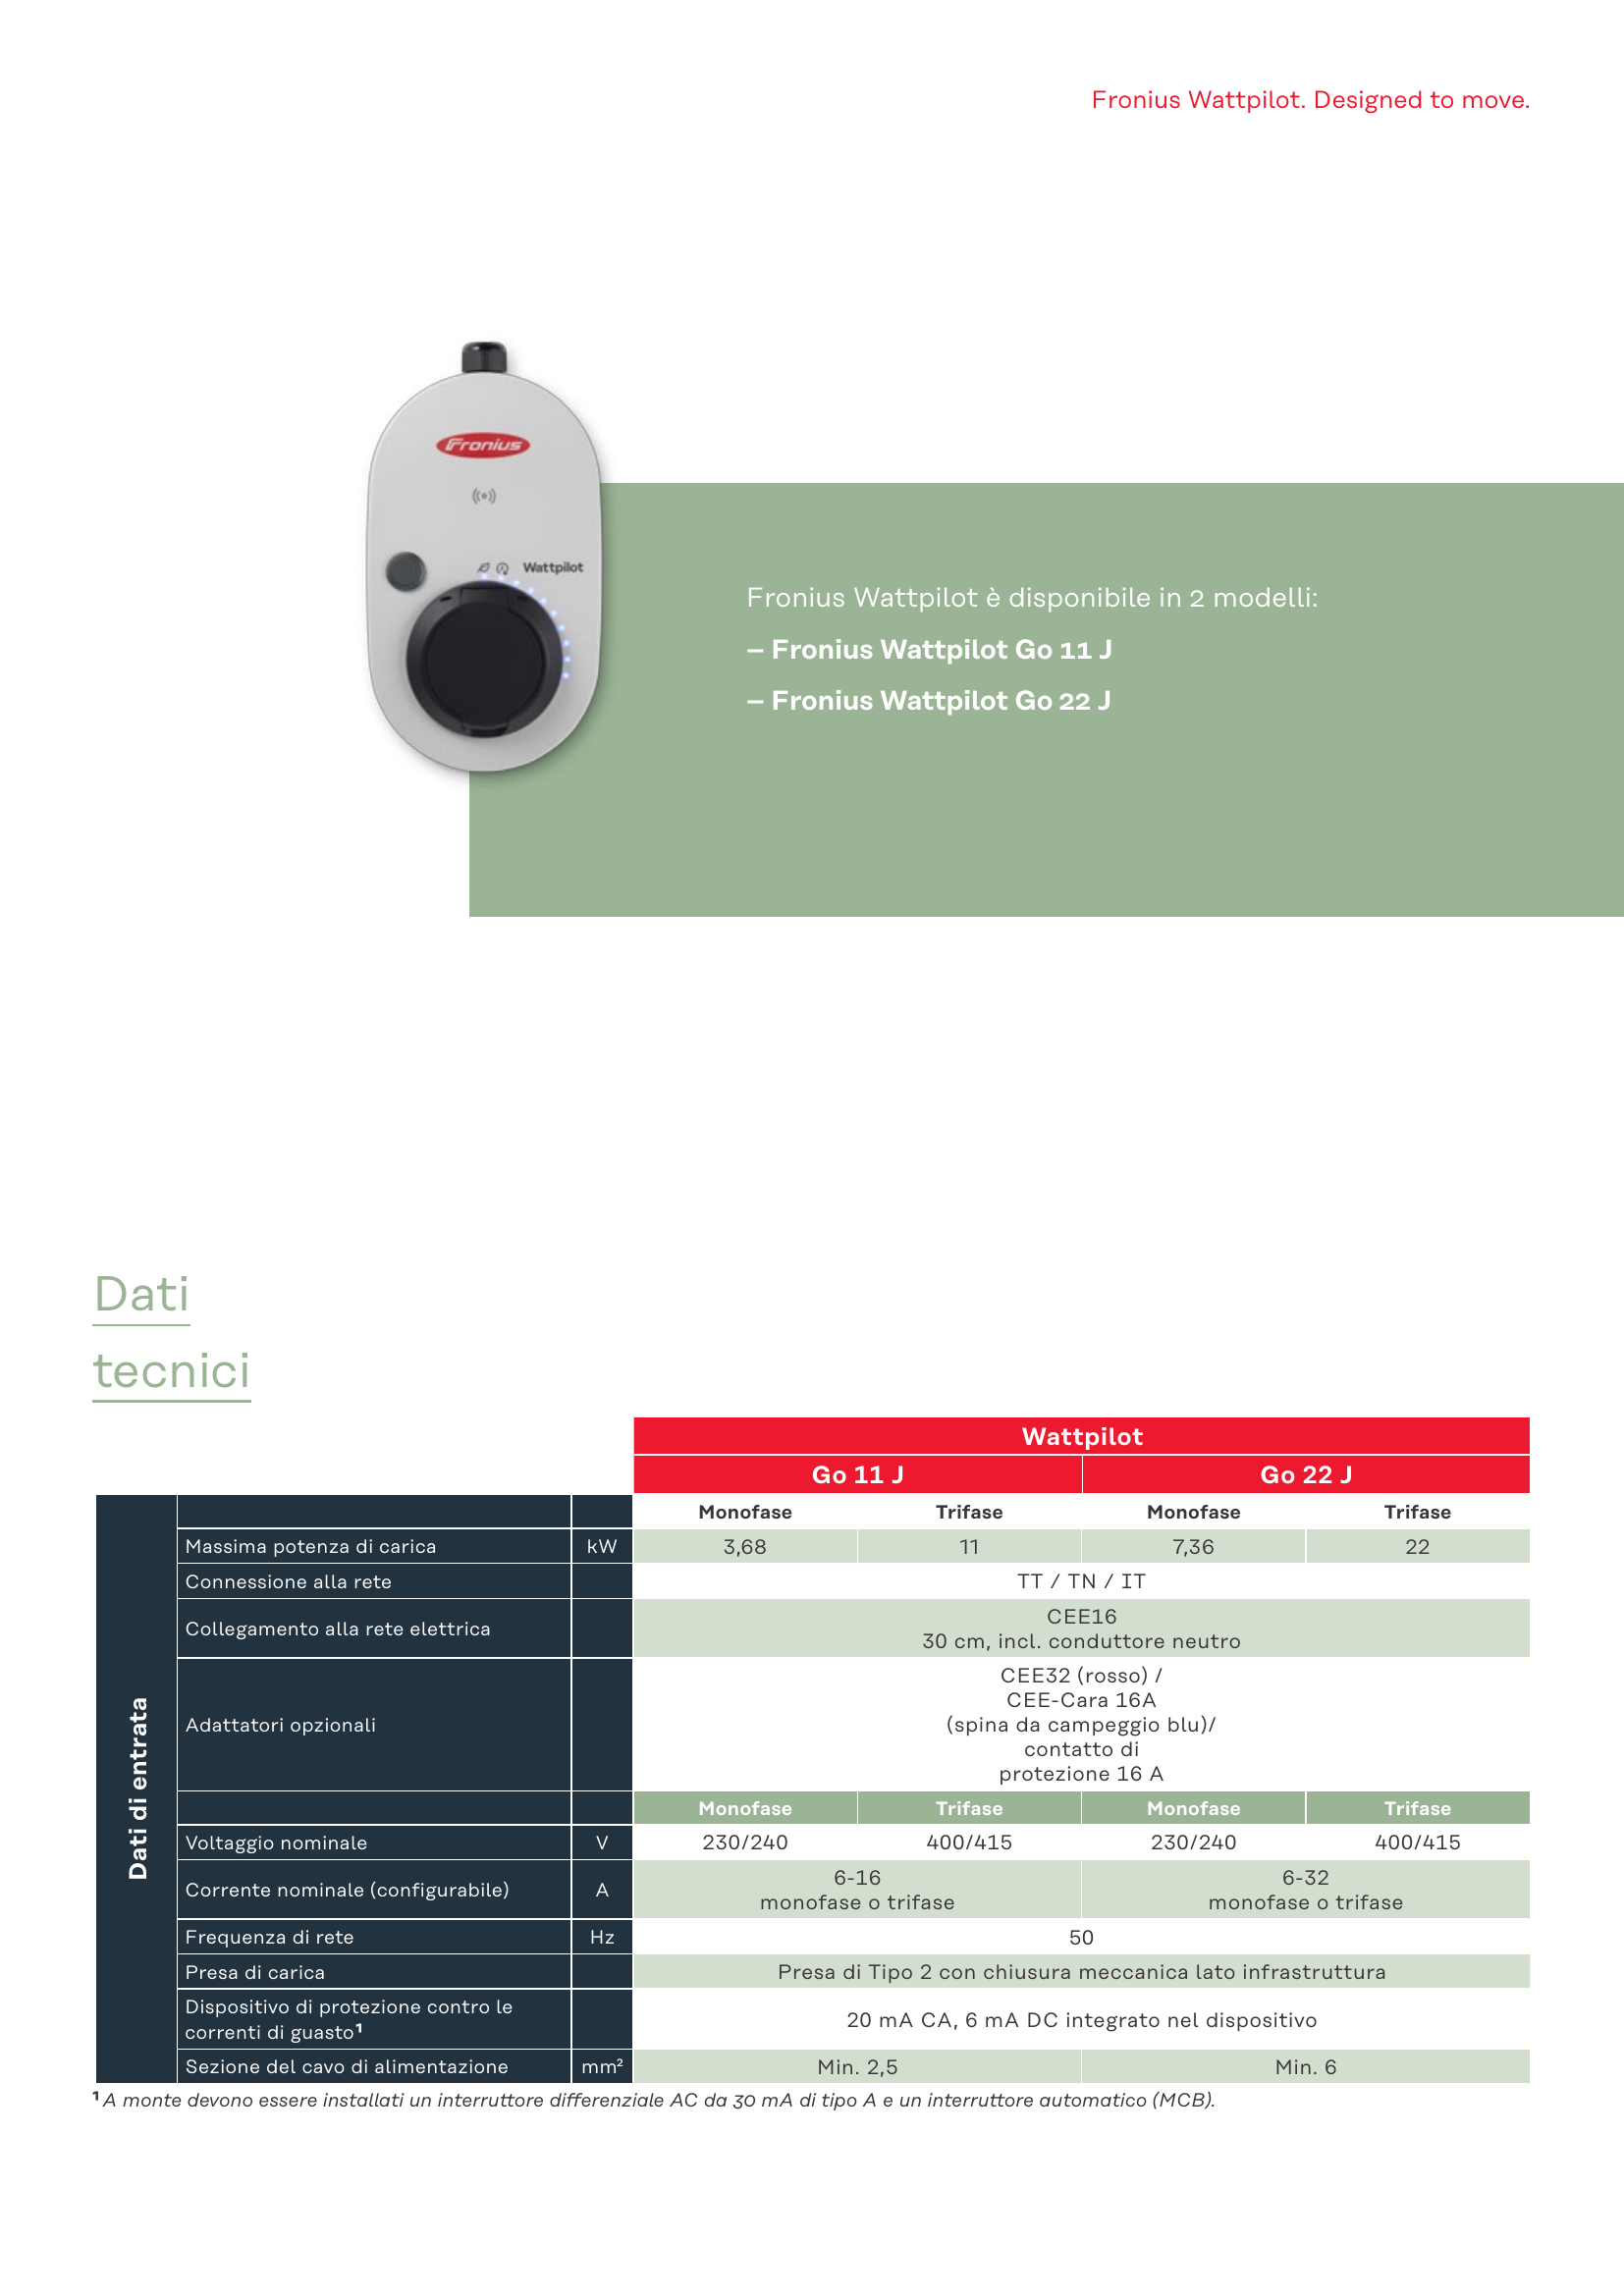 Fronius Wattpilot. Designed to move.
Fronius
Wattpilot
Fronius Wattpilot è disponibile in 2 modelli:
– Fronius Wattpilot Go 11 J
– Fronius Wattpilot Go 22 J
Dati
tecnici
Wattpilot
Go 11 J Go 22 J
Dati di entrata
Monofase Trifase Monofase Trifase
Massima potenza di carica kW 3,68 11 7,36 22
Connessione alla rete TT / TN / IT
Collegamento alla rete elettrica CEE16
30 cm, incl. conduttore neutro
Adattatori opzionali CEE32 (rosso) /
CEE-Cara 16A
(spina da campeggio blu)/
contatto di
protezione 16 A
Monofase Trifase Monofase Trifase
Voltaggio nominale V 230/240 400/415 230/240 400/415
Corrente nominale (configurabile) A 6-16 6-32
monofase o trifase monofase o trifase
Frequenza di rete Hz 50
Presa di carica Presa di Tipo 2 con chiusura meccanica lato infrastruttura
Dispositivo di protezione contro le
correnti di guasto¹ 20 mA CA, 6 mA DC integrato nel dispositivo
Sezione del cavo di alimentazione mm² Min. 2,5 Min. 6
¹ A monte devono essere installati un interruttore differenziale AC da 30 mA di tipo A e un interruttore automatico (MCB).